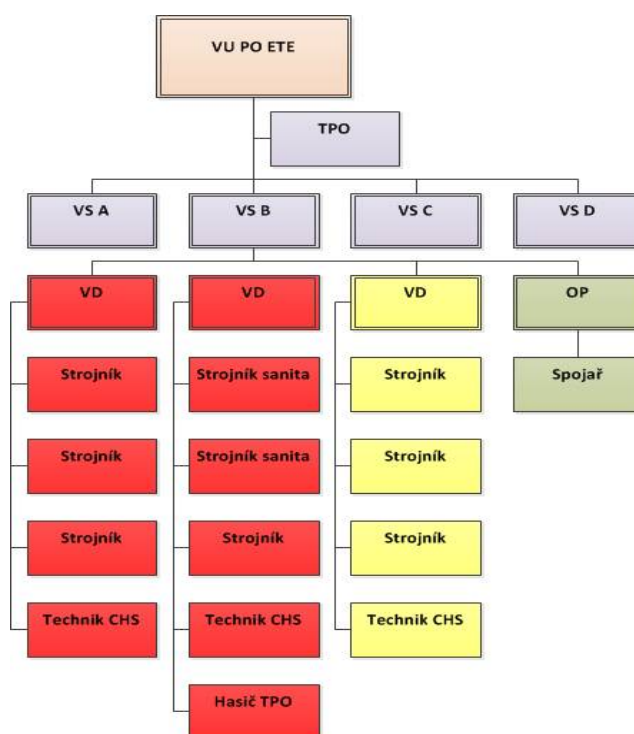 VU PO ETE
TPO
VS A
VS B
VS C
VS D
VD
VD
VD
OP
Strojník
Strojník sanita
Strojník
Spojař
Strojník
Strojník sanita
Strojník
Strojník
Strojník
Strojník
Technik CHS
Technik CHS
Technik CHS
Hasič TPO